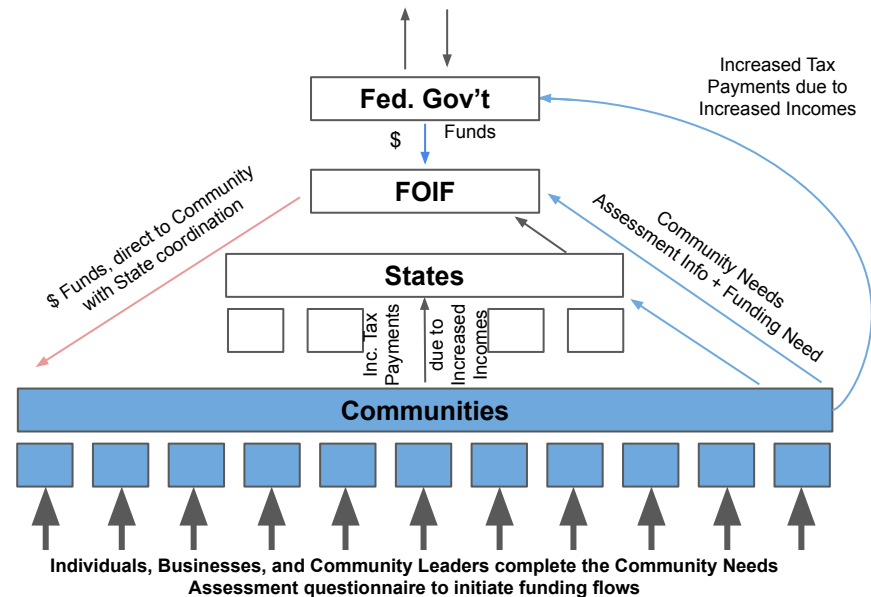 Increased Tax
Payments due to
Increased Incomes
Fed. Gov't
$
Funds
FOIF
$ Funds, direct to Community
with State coordination
Community Needs
Assessment Info + Funding Need
States
Inc. Tax
Payments
due to
Increased
Incomes
Communities
Individuals, Businesses, and Community Leaders complete the Community Needs
Assessment questionnaire to initiate funding flows